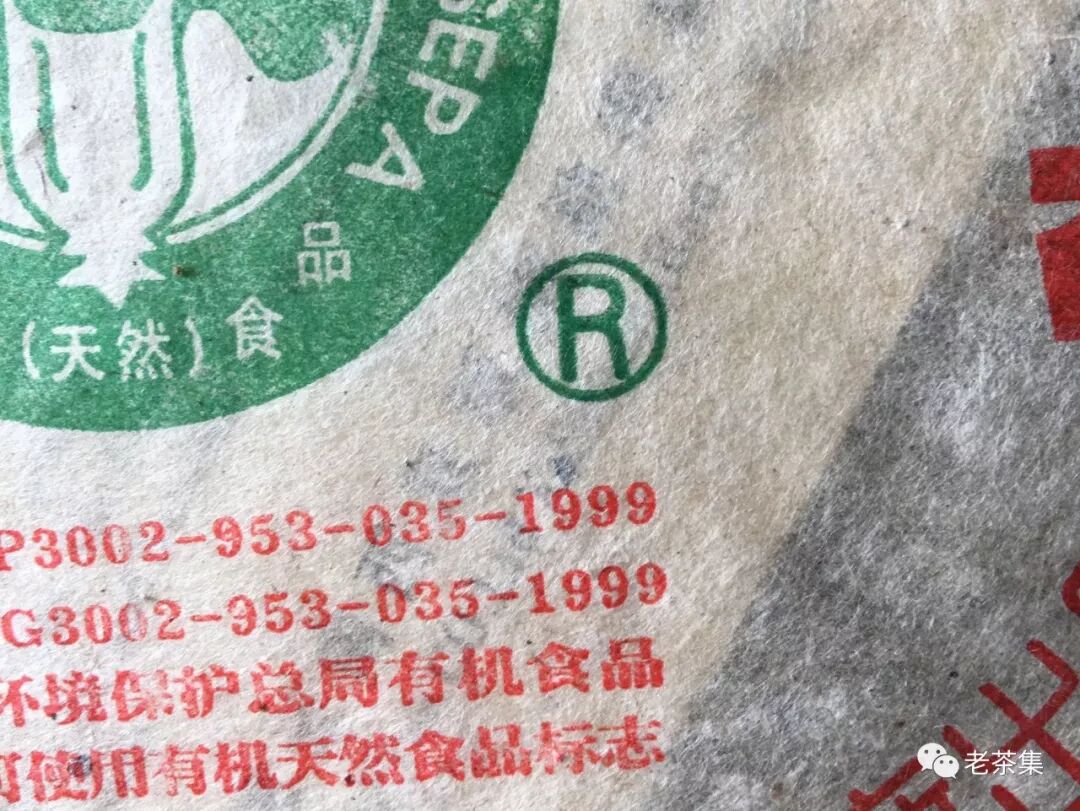 SEPA
(天然)食品
®
P3002-953-035-1999
G3002-953-035-1999
环境保护总局有机食品
可使用有机天然食品标志
老茶集